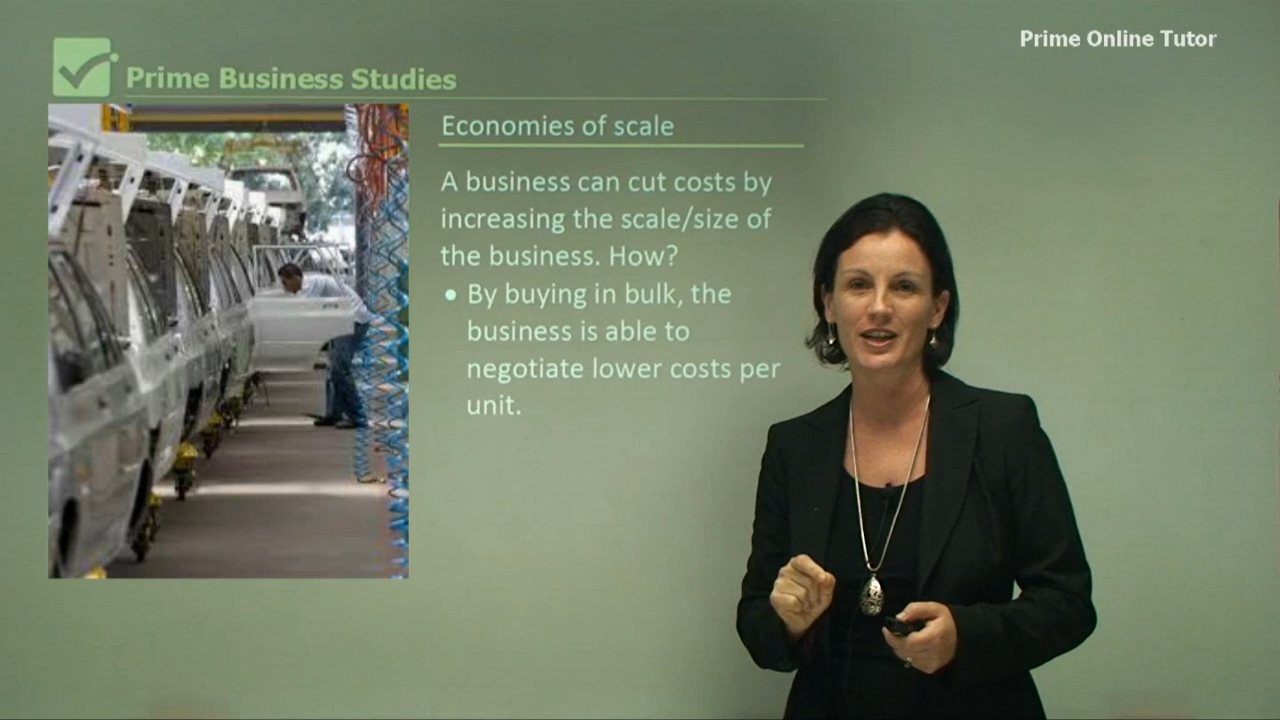 Prime Online Tutor
Prime Business Studies
Economies of scale
A business can cut costs by
increasing the scale/size of
the business. How?
• By buying in bulk, the
business is able to
negotiate lower costs per
unit.